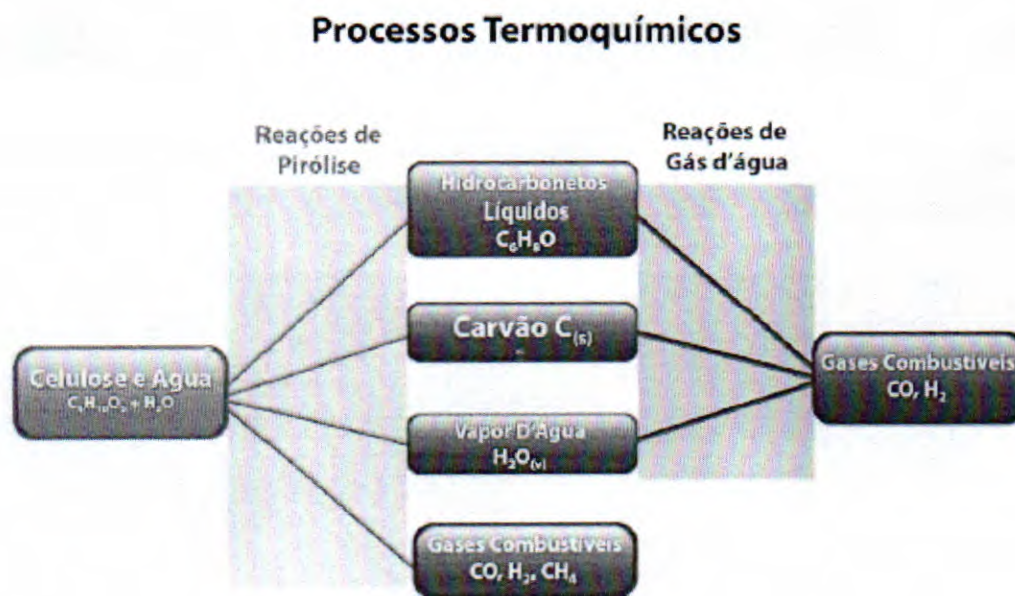 Processos Termoquímicos
Reações de
Pirólise
Reações de
Gás d'água
Hidrocarbonetos
Líquidos
C₆H₈O
Carvão C(s)
Celulose e Água
Gases Combustíveis
CO, H₂
Vapor D'Água
H₂O(v)
Gases Combustíveis
CO, H₂, CH₄